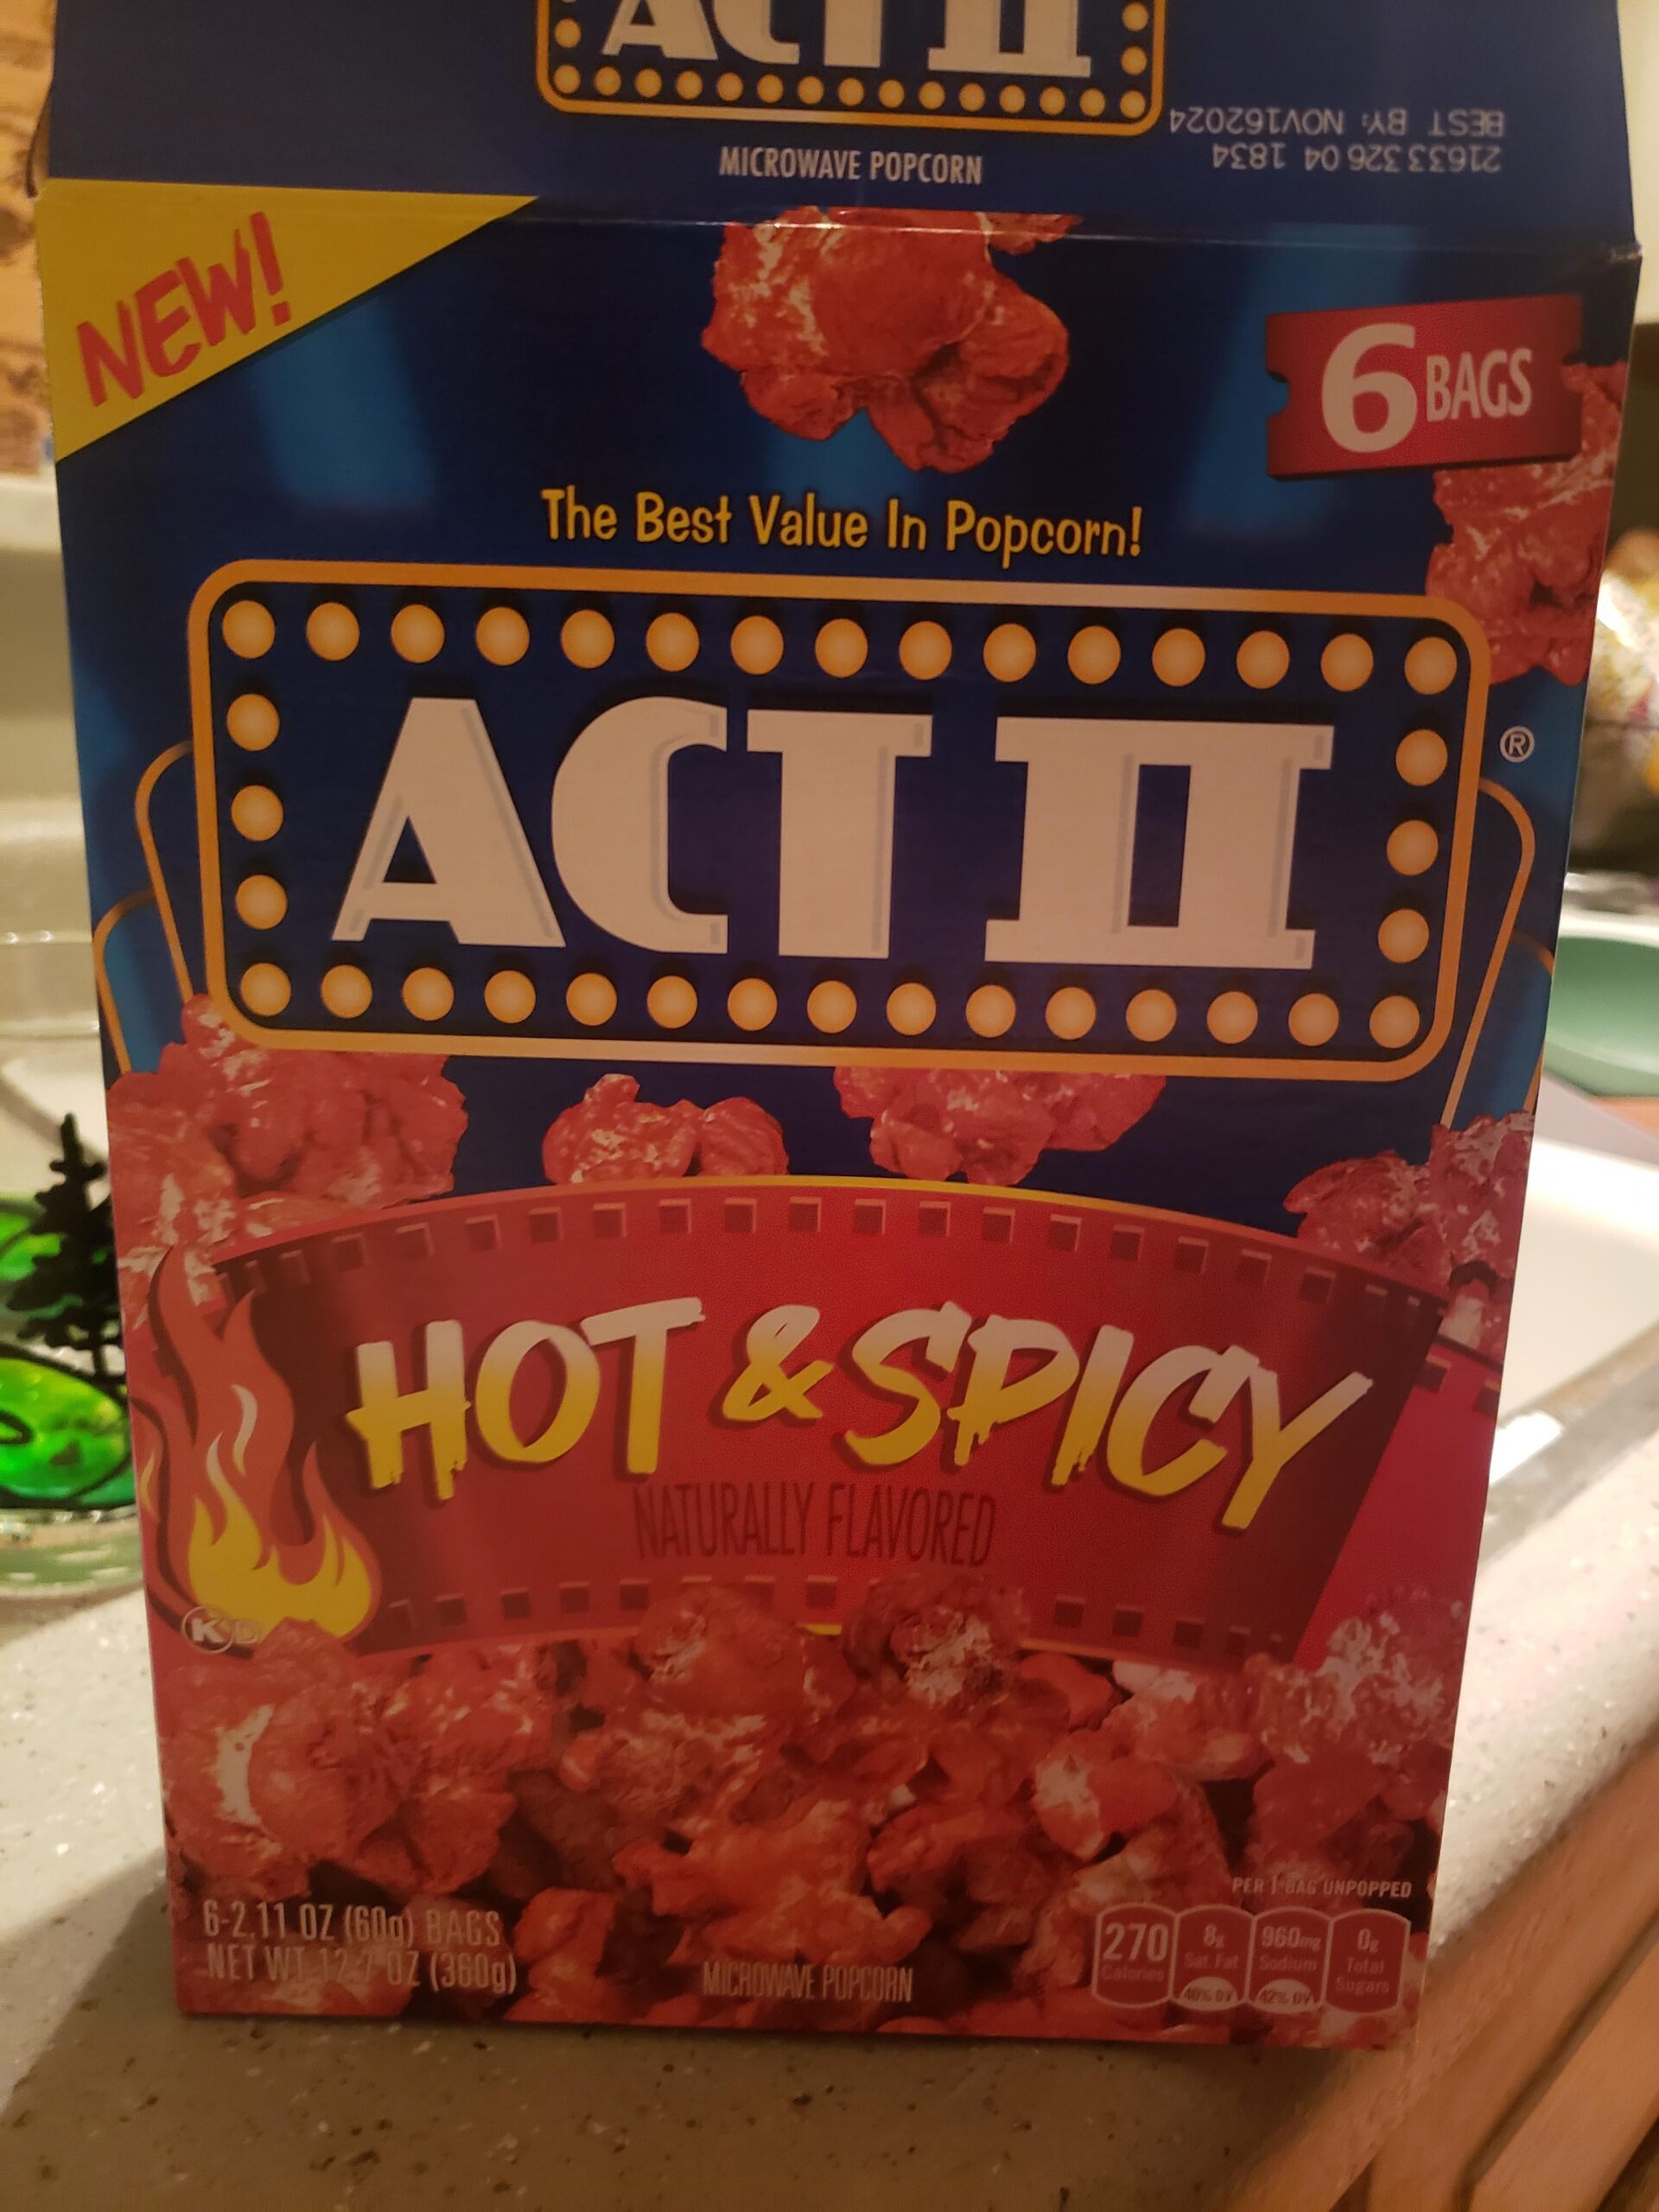 ACT II
MICROWAVE POPCORN
21633 326 04 1834
BEST BY: NOV162024
NEW!
6 BAGS
The Best Value In Popcorn!
ACT II ®
HOT & SPICY
NATURALLY FLAVORED
K D
6-2.11 OZ (60g) BAGS
NET WT 12.7 OZ (360g)
MICROWAVE POPCORN
PER 1 BAG UNPOPPED
270 Calories
8g Sat Fat 40% DV
960mg Sodium 42% DV
0g Total Sugars